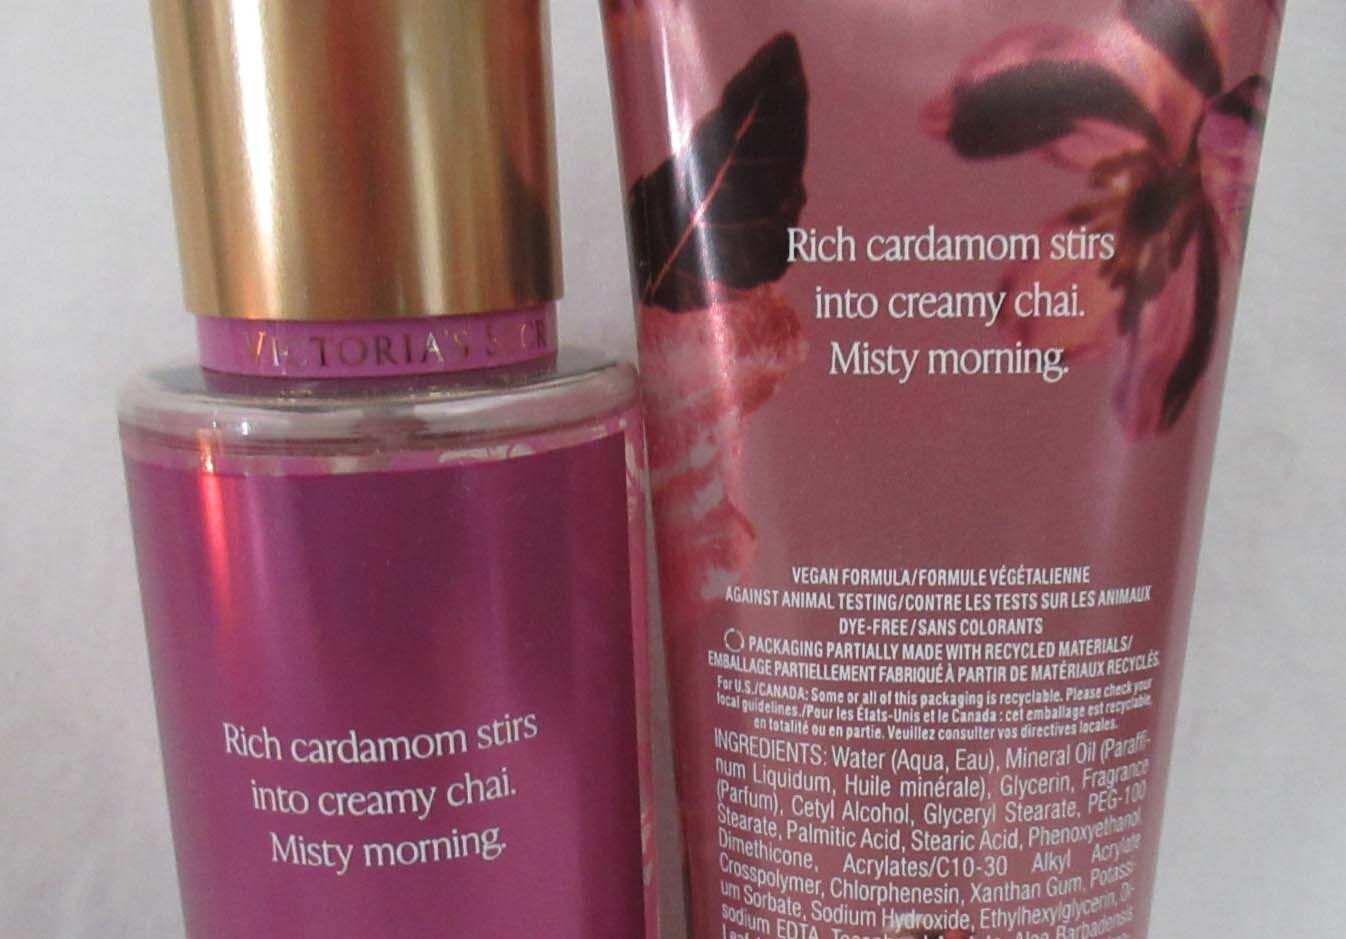 VICTORIA'S
Rich cardamom stirs
into creamy chai.
Misty morning.
Rich cardamom stirs
into creamy chai.
Misty morning.
VEGAN FORMULA/FORMULE VÉGÉTALIENNE
AGAINST ANIMAL TESTING/CONTRE LES TESTS SUR LES ANIMAUX
DYE-FREE/SANS COLORANTS
PACKAGING PARTIALLY MADE WITH RECYCLED MATERIALS/
EMBALLAGE PARTIELLEMENT FABRIQUÉ À PARTIR DE MATÉRIAUX RECYCLÉS.
For U.S./CANADA: Some or all of this packaging is recyclable. Please check your
local guidelines./Pour les États-Unis et le Canada : cet emballage est recyclable,
en totalité ou en partie. Veuillez consulter vos directives locales.
INGREDIENTS: Water (Aqua, Eau), Mineral Oil (Paraffi-
num Liquidum, Huile minérale), Glycerin, Fragrance
(Parfum), Cetyl Alcohol, Glyceryl Stearate, PEG-100
Stearate, Palmitic Acid, Stearic Acid, Phenoxyethanol,
Dimethicone, Acrylates/C10-30 Alkyl Acrylate
Crosspolymer, Chlorphenesin, Xanthan Gum, Potassi-
um Sorbate, Sodium Hydroxide, Ethylhexylglycerin, Di-
sodium EDTA, Aloe Barbadensis